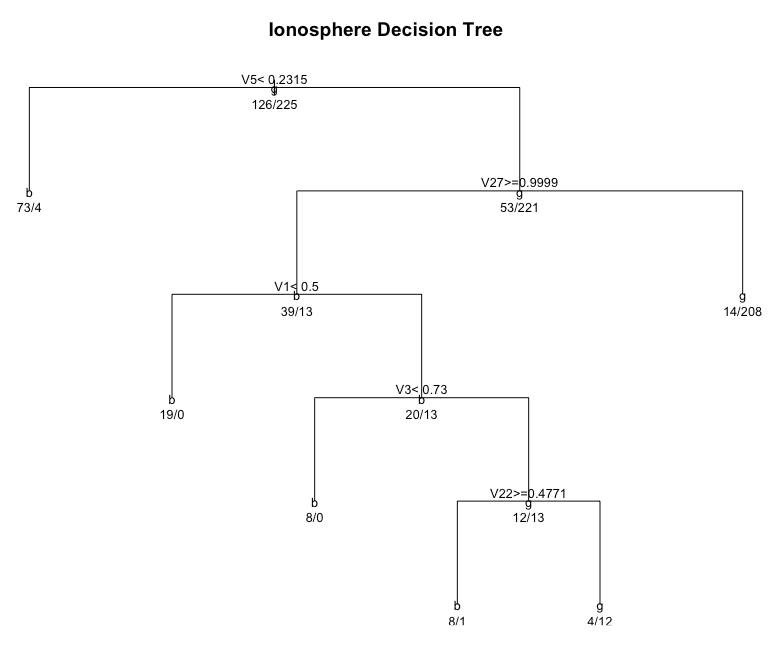 Ionosphere Decision Tree
V5< 0.2315
g
126/225
b
73/4
V27>=0.9999
g
53/221
V1< 0.5
b
39/13
g
14/208
b
19/0
V3< 0.73
b
20/13
b
8/0
V22>=0.4771
g
12/13
b
8/1
g
4/12